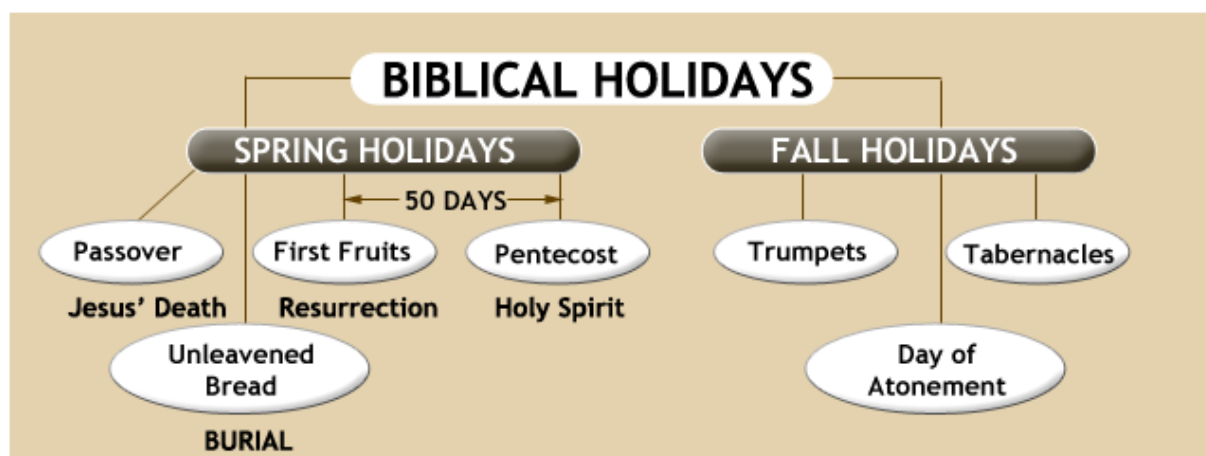 BIBLICAL HOLIDAYS
SPRING HOLIDAYS
FALL HOLIDAYS
50 DAYS
Passover
First Fruits
Pentecost
Trumpets
Tabernacles
Jesus’ Death
Resurrection
Holy Spirit
Unleavened
Bread
Day of
Atonement
BURIAL